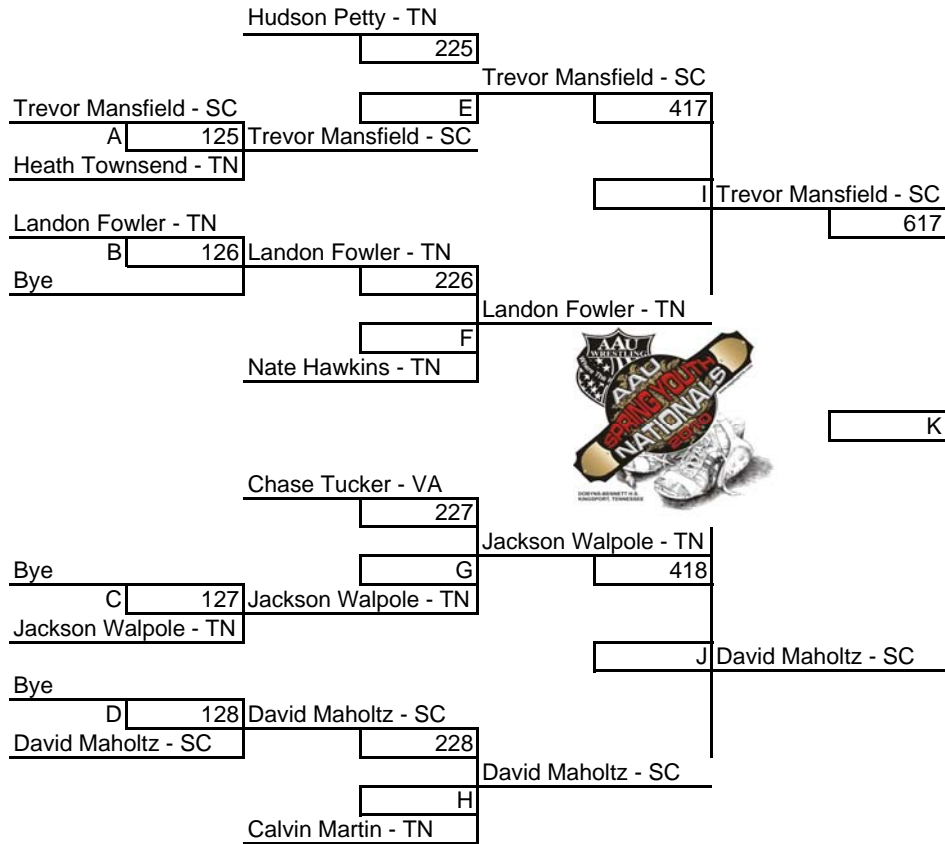 Hudson Petty - TN
225
Trevor Mansfield - SC
Trevor Mansfield - SC
E
417
A
125
Trevor Mansfield - SC
Heath Townsend - TN
I
Trevor Mansfield - SC
Landon Fowler - TN
617
B
126
Landon Fowler - TN
Bye
226
Landon Fowler - TN
F
Nate Hawkins - TN
AAU
WRESTLING
AAU
SPRING YOUTH
NATIONALS
2010
DOBYNS-BENNETT H.S.
KINGSPORT, TENNESSEE
K
Chase Tucker - VA
227
Jackson Walpole - TN
Bye
G
418
C
127
Jackson Walpole - TN
Jackson Walpole - TN
J
David Maholtz - SC
Bye
D
128
David Maholtz - SC
David Maholtz - SC
228
David Maholtz - SC
H
Calvin Martin - TN